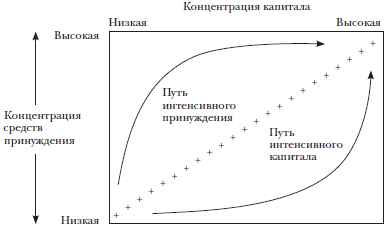 Концентрация капитала
Низкая
Высокая
Высокая
Концентрация
средств
принуждения
Низкая
Путь
интенсивного
принуждения
Путь
интенсивного
капитала